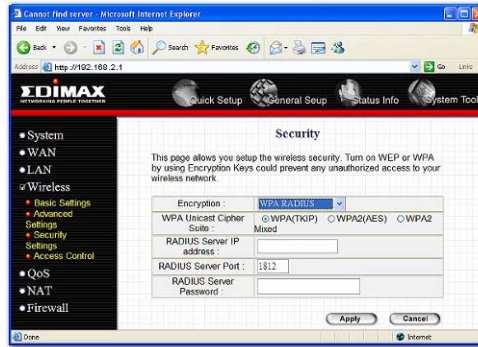 Cannot find server - Microsoft Internet Explorer
File Edit View Favorites Tools Help
Back Search Favorites
Address http://192.168.2.1 Go Links
EDIMAX
NETWORKING PEOPLE TOGETHER
Quick Setup General Seup Status Info System Tool
System
WAN
LAN
Wireless
Basic Settings
Advanced
Settings
Security
Settings
Access Control
QoS
NAT
Firewall
Security
This page allows you setup the wireless security. Turn on WEP or WPA
by using Encryption Keys could prevent any unauthorized access to your
wireless network.
Encryption : WPA RADIUS
WPA Unicast Cipher WPA(TKIP) WPA2(AES) WPA2
Suite : Mixed
RADIUS Server IP
address :
RADIUS Server Port : 1812
RADIUS Server
Password :
Apply Cancel
Done Internet